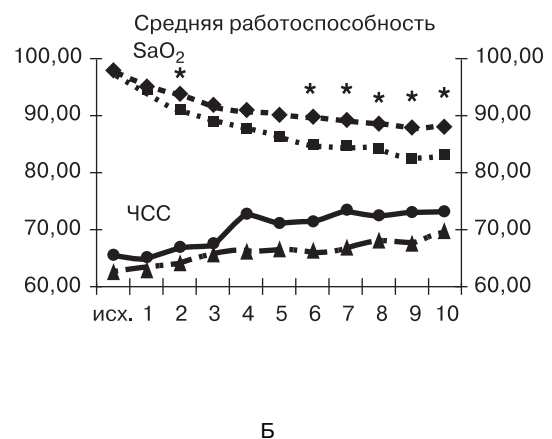 Средняя работоспособность
SaO2
100,00 100,00
* * * * * *
90,00 90,00
80,00 80,00
ЧСС
70,00 70,00
60,00 60,00
исх. 1 2 3 4 5 6 7 8 9 10
Б